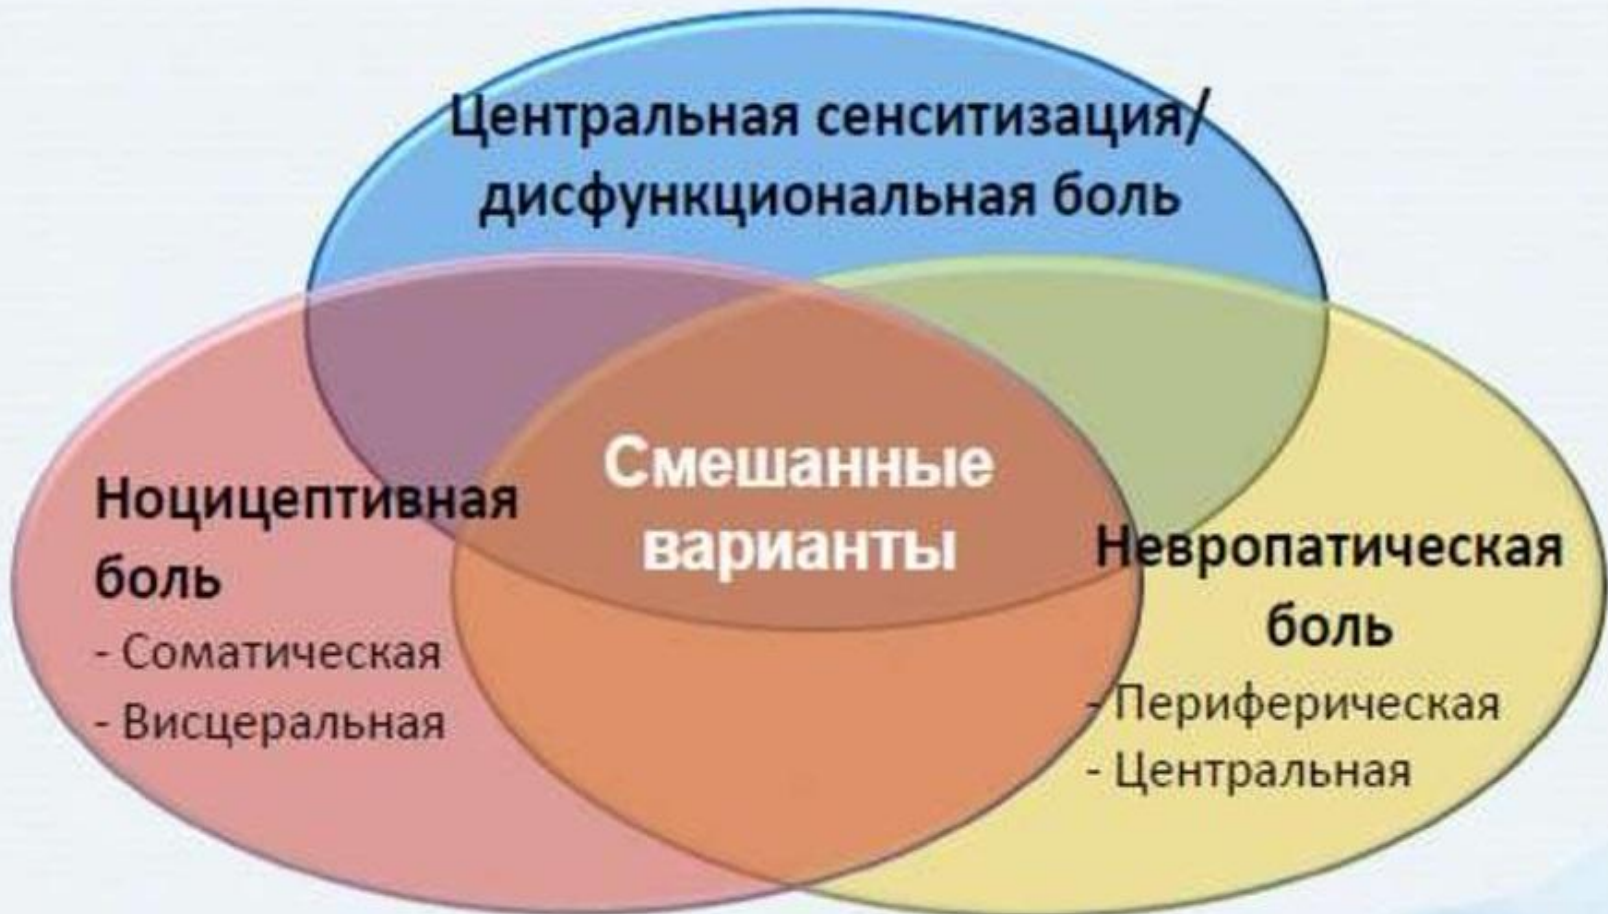 Центральная сенситизация/
дисфункциональная боль
Смешанные
варианты
Ноцицептивная
боль
- Соматическая
- Висцеральная
Невропатическая
боль
- Периферическая
- Центральная